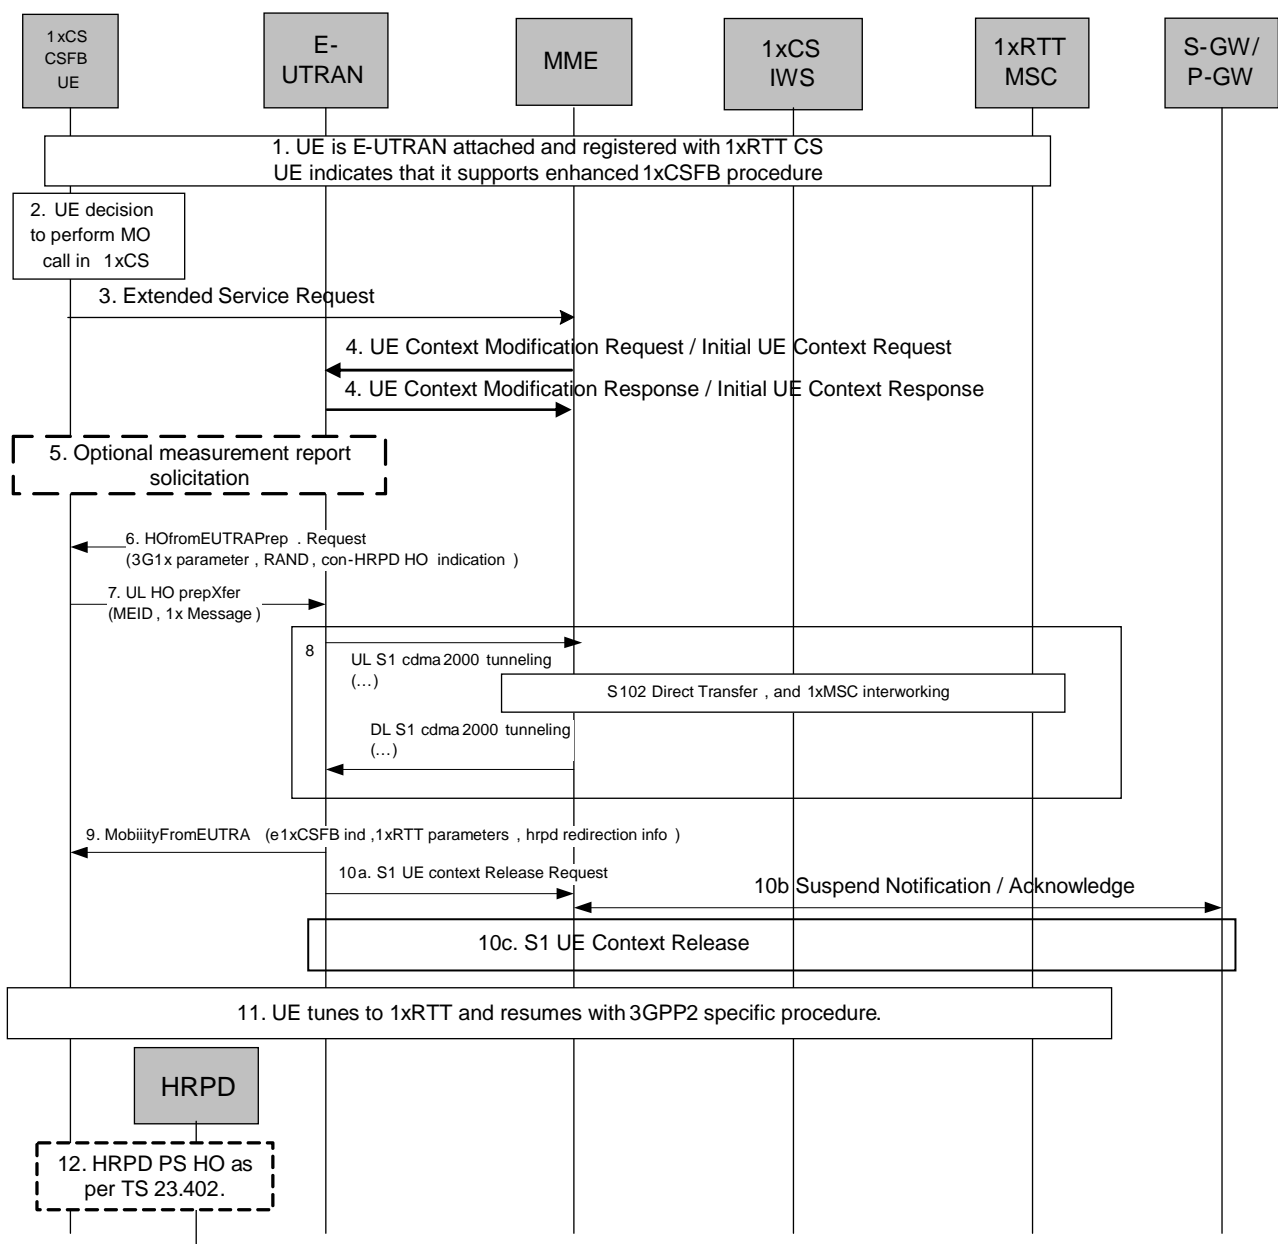 1xCS
CSFB
UE
E-
UTRAN
MME
1xCS
IWS
1xRTT
MSC
S-GW/
P-GW
1. UE is E-UTRAN attached and registered with 1xRTT CS
UE indicates that it supports enhanced 1xCSFB procedure
2. UE decision
to perform MO
call in 1xCS
3. Extended Service Request
4. UE Context Modification Request / Initial UE Context Request
4. UE Context Modification Response / Initial UE Context Response
5. Optional measurement report
solicitation
6. HOfromEUTRAPrep . Request
(3G1x parameter , RAND , con-HRPD HO indication )
7. UL HO prepXfer
(MEID , 1x Message )
8
UL S1 cdma 2000 tunneling
(...)
S102 Direct Transfer , and 1xMSC interworking
DL S1 cdma 2000 tunneling
(...)
9. MobiiityFromEUTRA (e1xCSFB ind ,1xRTT parameters , hrpd redirection info )
10a. S1 UE context Release Request
10b Suspend Notification / Acknowledge
10c. S1 UE Context Release
11. UE tunes to 1xRTT and resumes with 3GPP2 specific procedure.
HRPD
12. HRPD PS HO as
per TS 23.402.